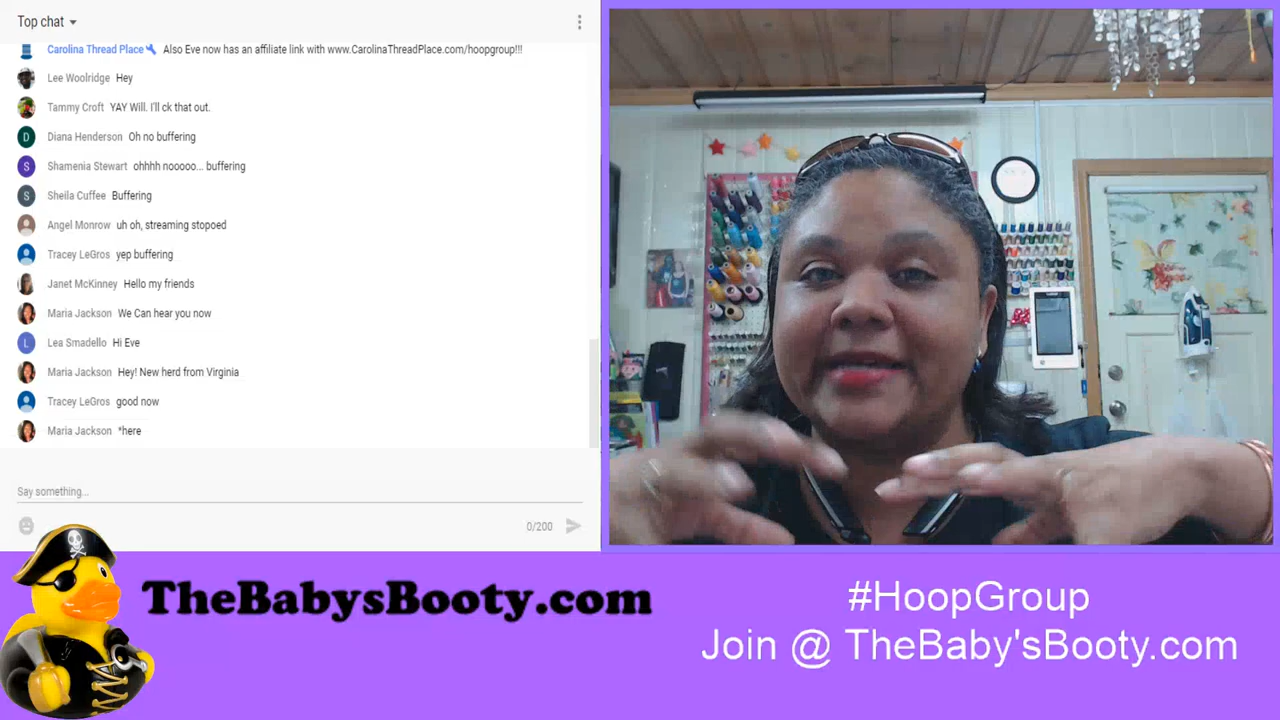 Top chat
Carolina Thread Place Also Eve now has an affiliate link with www.CarolinaThreadPlace.com/hoopgroup!!!
Lee Woolridge Hey
Tammy Croft YAY Will. I'll ck that out.
D Diana Henderson Oh no buffering
S Shamenia Stewart ohhhh nooooo... buffering
S Sheila Cuffee Buffering
Angel Monrow uh oh, streaming stopoed
Tracey LeGros yep buffering
Janet McKinney Hello my friends
Maria Jackson We Can hear you now
L Lea Smadello Hi Eve
Maria Jackson Hey! New herd from Virginia
Tracey LeGros good now
Maria Jackson *here
Say something...
0/200
TheBabysBooty.com
#HoopGroup
Join @ TheBaby'sBooty.com